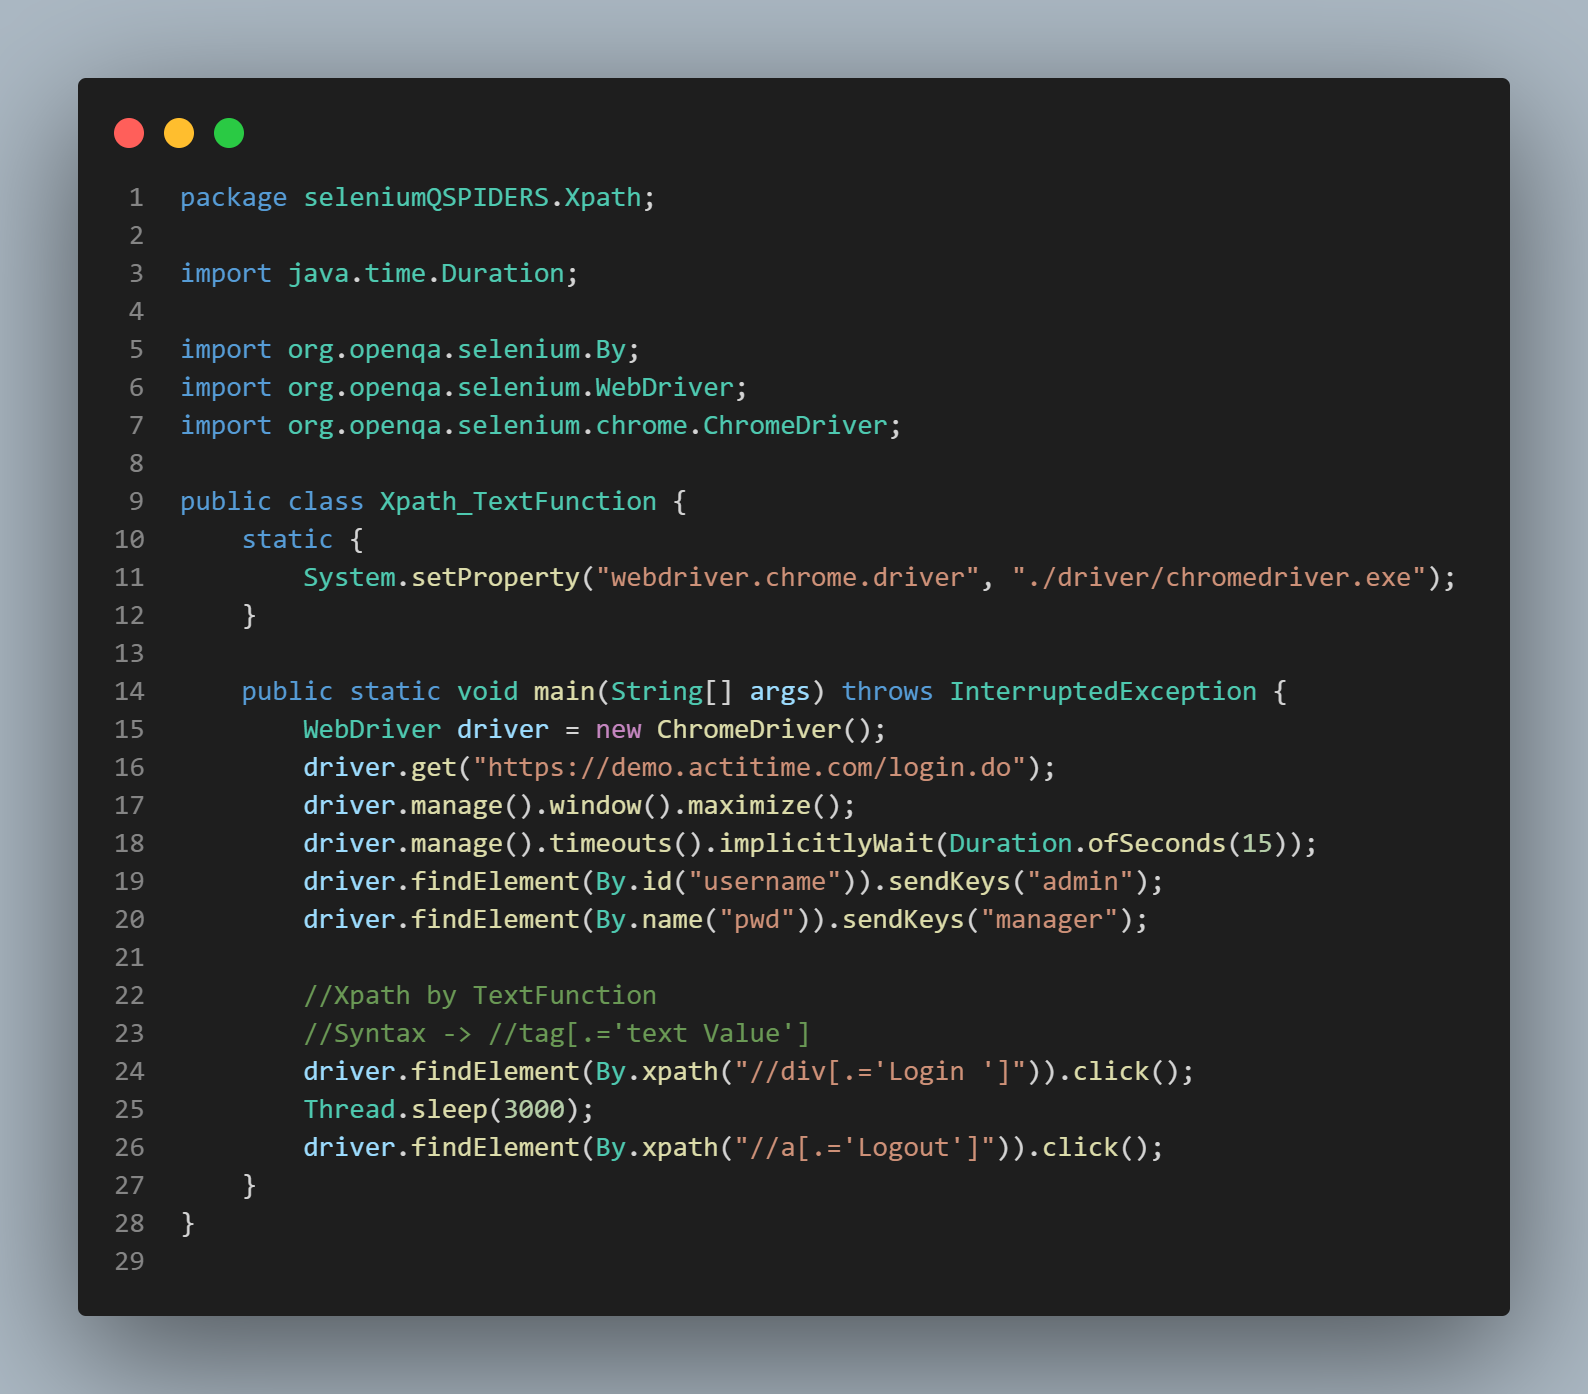 1 package seleniumQSPIDERS.Xpath;
2
3 import java.time.Duration;
4
5 import org.openqa.selenium.By;
6 import org.openqa.selenium.WebDriver;
7 import org.openqa.selenium.chrome.ChromeDriver;
8
9 public class Xpath_TextFunction {
10     static {
11         System.setProperty("webdriver.chrome.driver", "./driver/chromedriver.exe");
12     }
13
14     public static void main(String[] args) throws InterruptedException {
15         WebDriver driver = new ChromeDriver();
16         driver.get("https://demo.actitime.com/login.do");
17         driver.manage().window().maximize();
18         driver.manage().timeouts().implicitlyWait(Duration.ofSeconds(15));
19         driver.findElement(By.id("username")).sendKeys("admin");
20         driver.findElement(By.name("pwd")).sendKeys("manager");
21
22         //Xpath by TextFunction
23         //Syntax -> //tag[.='text Value']
24         driver.findElement(By.xpath("//div[.='Login ']")).click();
25         Thread.sleep(3000);
26         driver.findElement(By.xpath("//a[.='Logout']")).click();
27     }
28 }
29